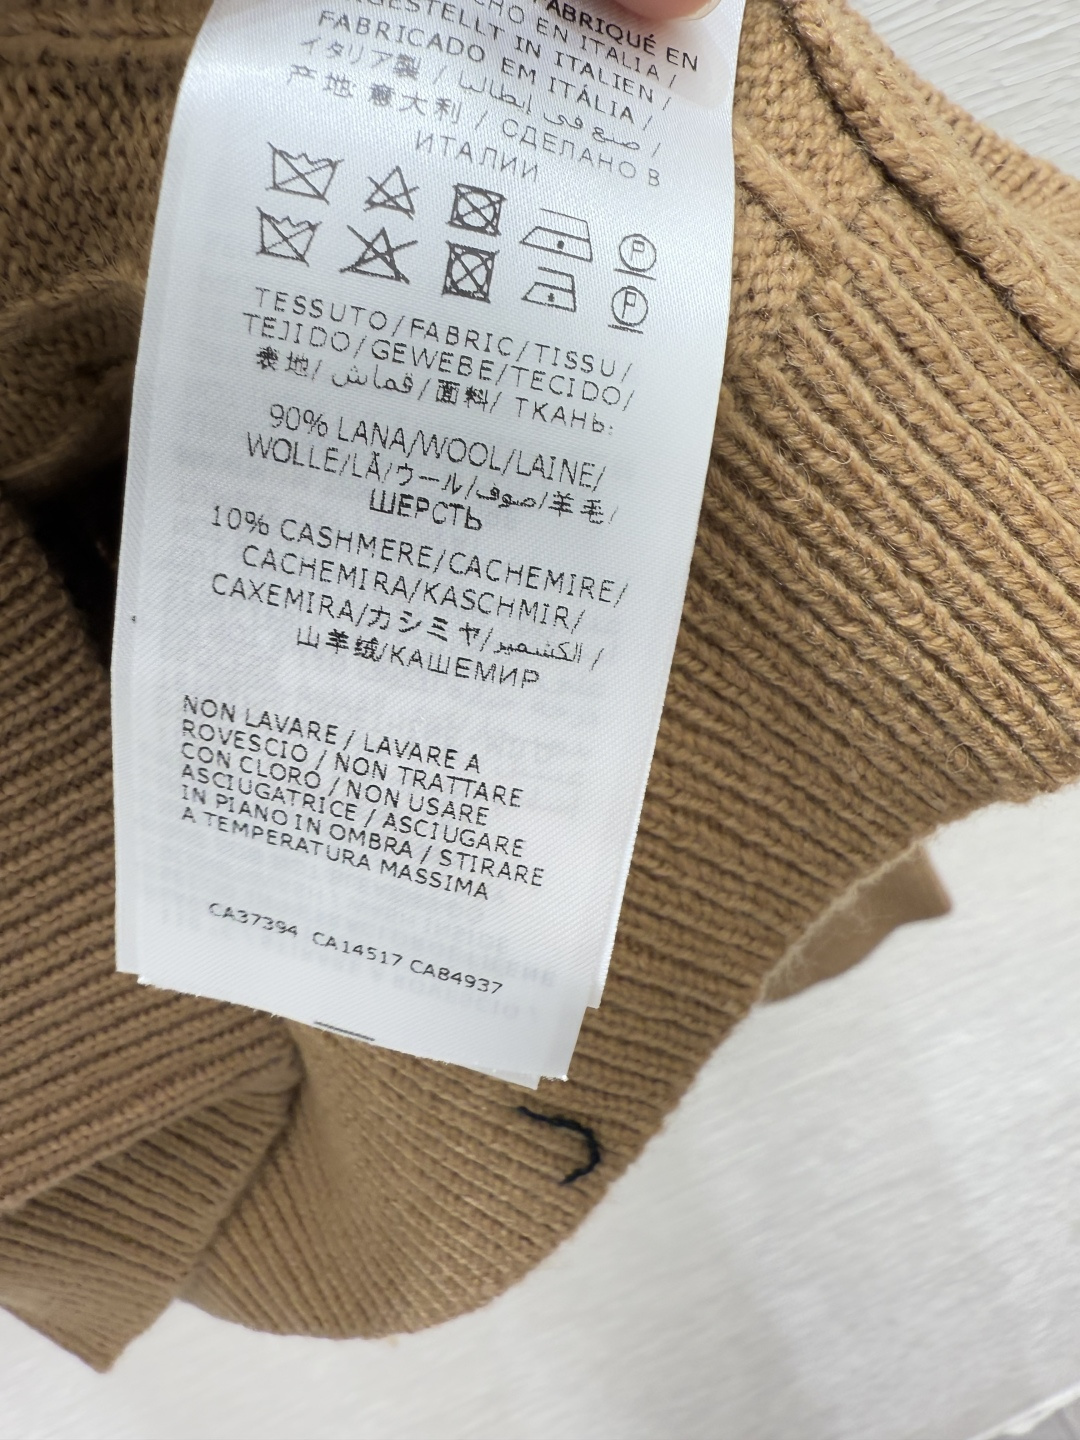 FABRIQUÉ EN
CHO EN ITALIA /
GESTELLT IN ITALIEN /
FABRICADO EM ITÁLIA /
イタリア製 / صنع في إيطاليا /
产地 意大利 / СДЕЛАНО В
ИТАЛИИ
P
P
TESSUTO/FABRIC/TISSU/
TEJIDO/GEWEBE/TECIDO/
表地/ قماش /面料/ ТКАНЬ:
90% LANA/WOOL/LAINE/
WOLLE/LÃ/ウール/صوف/羊毛/
ШЕРСТЬ
10% CASHMERE/CACHEMIRE/
CACHEMIRA/KASCHMIR/
CAXEMIRA/カシミヤ/الكشمير /
山羊绒/КАШЕМИР
NON LAVARE / LAVARE A
ROVESCIO / NON TRATTARE
CON CLORO / NON USARE
ASCIUGATRICE / ASCIUGARE
IN PIANO IN OMBRA / STIRARE
A TEMPERATURA MASSIMA
CA37394 CA14517 CA84937